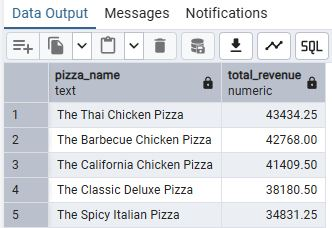 Data Output Messages Notifications
SQL
pizza_name total_revenue
text numeric
1 The Thai Chicken Pizza 43434.25
2 The Barbecue Chicken Pizza 42768.00
3 The California Chicken Pizza 41409.50
4 The Classic Deluxe Pizza 38180.50
5 The Spicy Italian Pizza 34831.25